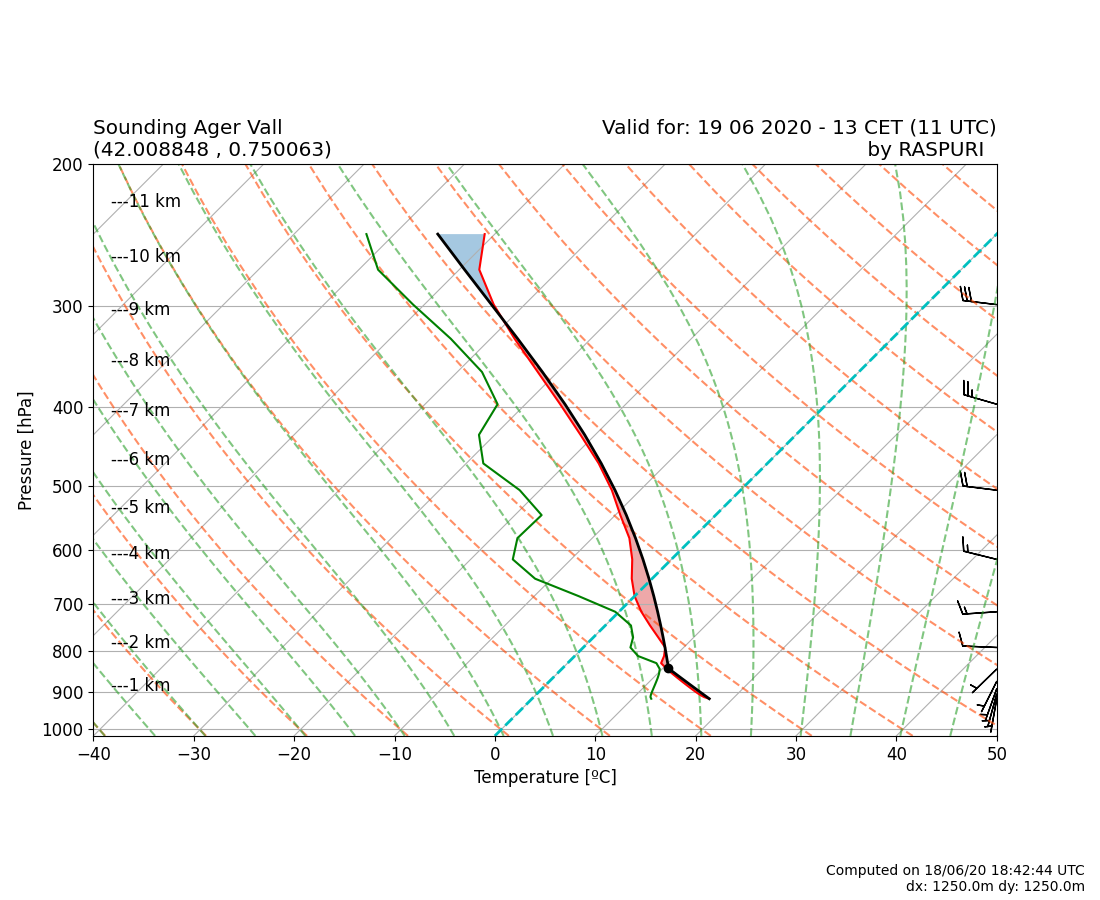 Sounding Ager Vall
(42.008848 , 0.750063)
Valid for: 19 06 2020 - 13 CET (11 UTC)
by RASPURI
200
300
400
500
600
700
800
900
1000
Pressure [hPa]
---11 km
---10 km
---9 km
---8 km
---7 km
---6 km
---5 km
---4 km
---3 km
---2 km
---1 km
−40 −30 −20 −10 0 10 20 30 40 50
Temperature [ºC]
Computed on 18/06/20 18:42:44 UTC
dx: 1250.0m dy: 1250.0m